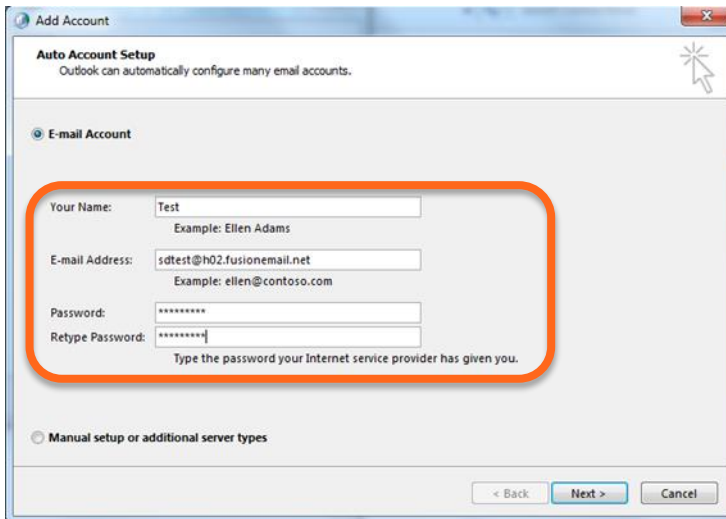 Add Account
Auto Account Setup
Outlook can automatically configure many email accounts.
E-mail Account
Your Name: Test
Example: Ellen Adams
E-mail Address: sdtest@h02.fusionemail.net
Example: ellen@contoso.com
Password: *********
Retype Password: *********
Type the password your Internet service provider has given you.
Manual setup or additional server types
< Back Next > Cancel